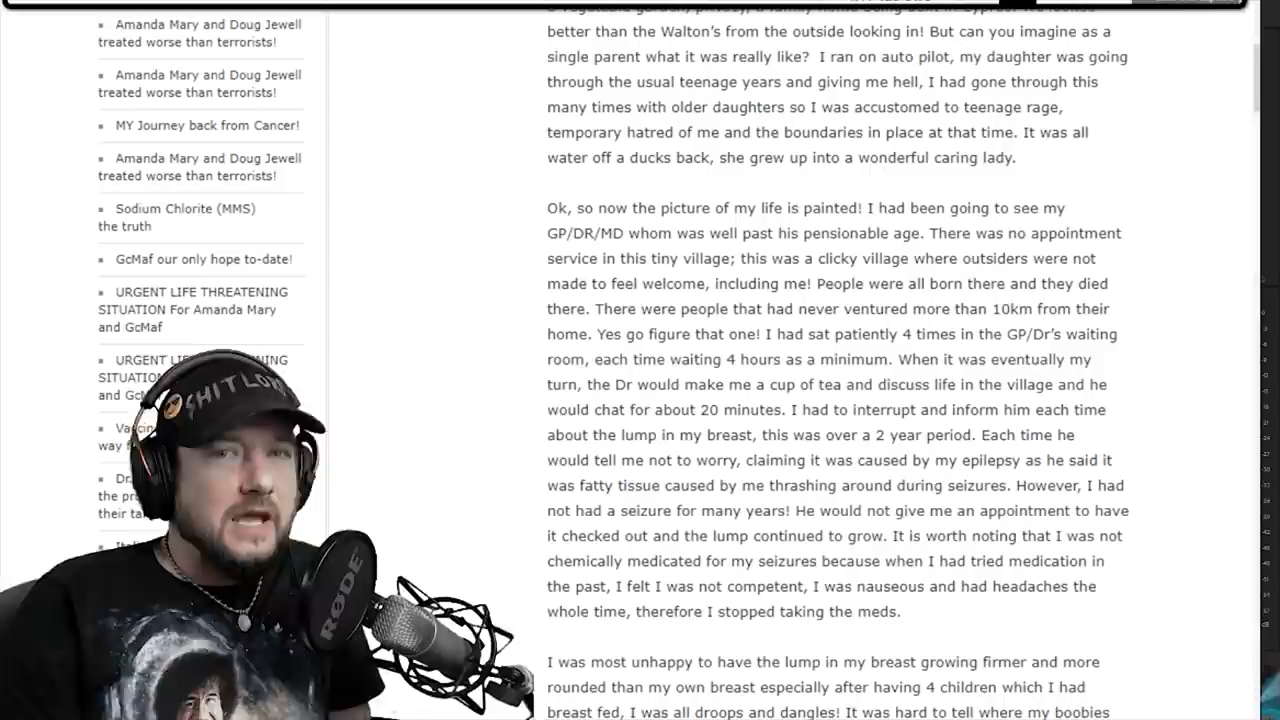 Amanda Mary and Doug Jewell
treated worse than terrorists!
Amanda Mary and Doug Jewell
treated worse than terrorists!
MY Journey back from Cancer!
Amanda Mary and Doug Jewell
treated worse than terrorists!
Sodium Chlorite (MMS)
the truth
GcMaf our only hope to-date!
URGENT LIFE THREATENING
SITUATION For Amanda Mary
and GcMaf
better than the Walton's from the outside looking in! But can you imagine as a
single parent what it was really like?  I ran on auto pilot, my daughter was going
through the usual teenage years and giving me hell, I had gone through this
many times with older daughters so I was accustomed to teenage rage,
temporary hatred of me and the boundaries in place at that time. It was all
water off a ducks back, she grew up into a wonderful caring lady.
Ok, so now the picture of my life is painted! I had been going to see my
GP/DR/MD whom was well past his pensionable age. There was no appointment
service in this tiny village; this was a clicky village where outsiders were not
made to feel welcome, including me! People were all born there and they died
there. There were people that had never ventured more than 10km from their
home. Yes go figure that one! I had sat patiently 4 times in the GP/Dr's waiting
room, each time waiting 4 hours as a minimum. When it was eventually my
turn, the Dr would make me a cup of tea and discuss life in the village and he
would chat for about 20 minutes. I had to interrupt and inform him each time
about the lump in my breast, this was over a 2 year period. Each time he
would tell me not to worry, claiming it was caused by my epilepsy as he said it
was fatty tissue caused by me thrashing around during seizures. However, I had
not had a seizure for many years! He would not give me an appointment to have
it checked out and the lump continued to grow. It is worth noting that I was not
chemically medicated for my seizures because when I had tried medication in
the past, I felt I was not competent, I was nauseous and had headaches the
whole time, therefore I stopped taking the meds.
I was most unhappy to have the lump in my breast growing firmer and more
rounded than my own breast especially after having 4 children which I had
breast fed, I was all droops and dangles! It was hard to tell where my boobies
SHIT LORD
RØDE